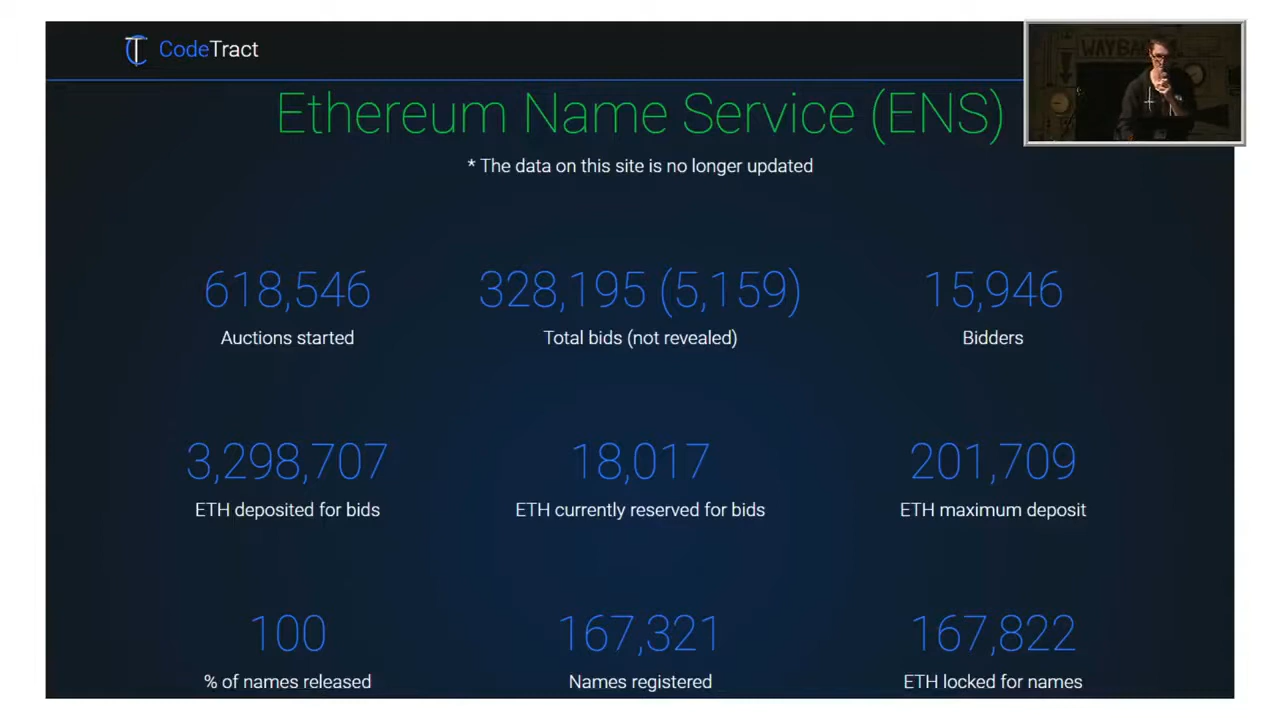 CodeTract
Ethereum Name Service (ENS)
* The data on this site is no longer updated
618,546
Auctions started
328,195 (5,159)
Total bids (not revealed)
15,946
Bidders
3,298,707
ETH deposited for bids
18,017
ETH currently reserved for bids
201,709
ETH maximum deposit
100
% of names released
167,321
Names registered
167,822
ETH locked for names